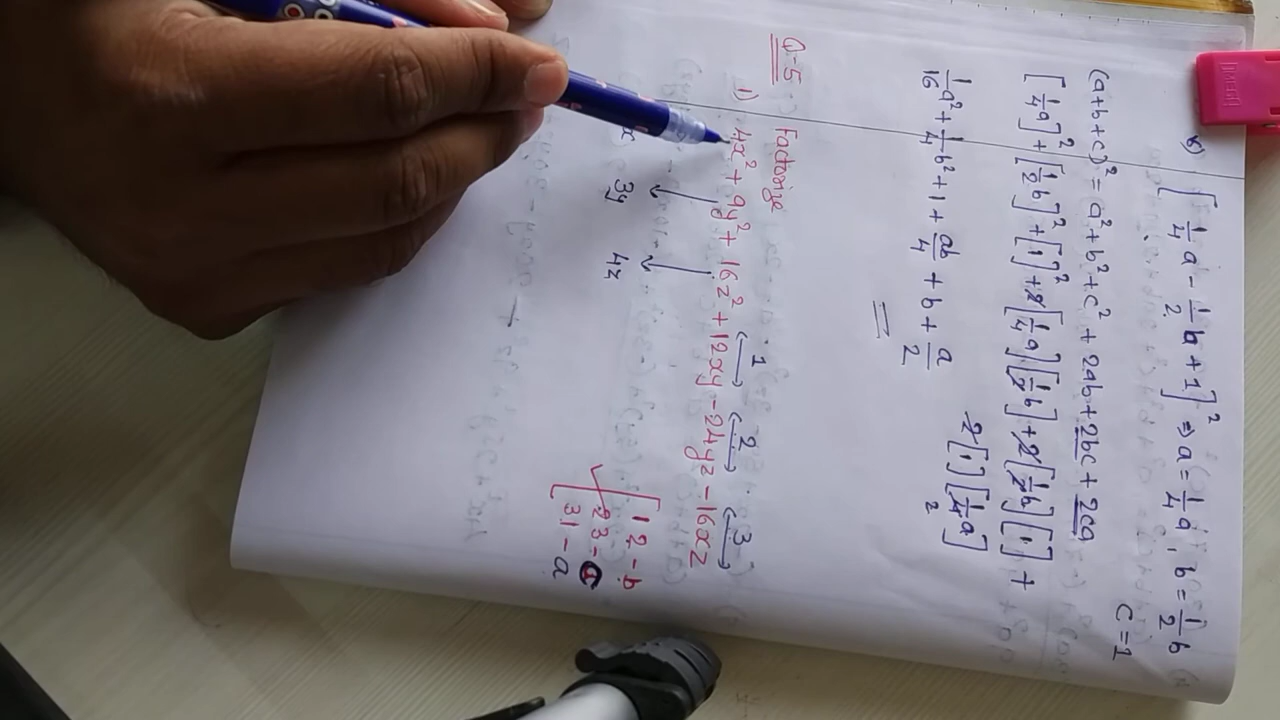 6) [1/4 a - 1/2 b + 1]² ⇒ a = 1/4 a, b = 1/2 b
C = 1
(a+b+c)² = a² + b² + c² + 2ab + 2bc + 2ca
[1/4 a]² + [1/2 b]² + [1]² + 2[1/4 a][1/2 b] + 2[1/2 b][1] +
2[1][1/4 a]
2
1/16 a² + 1/4 b² + 1 + ab/4 + b + a/2
Q-5 Factorize
1 2 3
1) 4x² + 9y² + 16z² + 12xy - 24yz - 16xz
x 3y 4z
1 2 - b
2 3 - c
3 1 - a